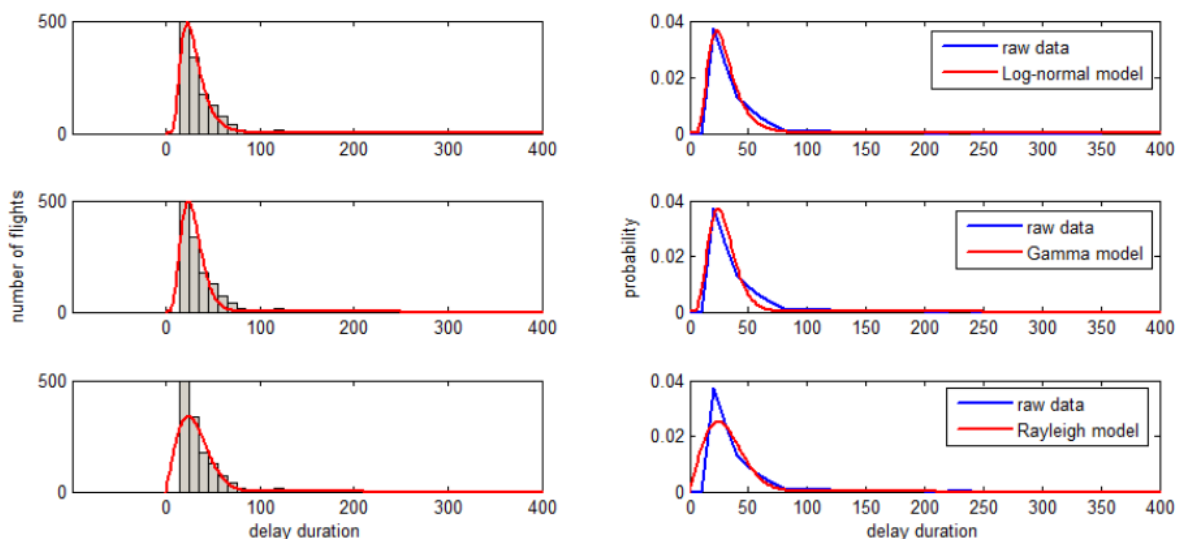 500
0
0 100 200 300 400
0.04
0.02
0
0 50 100 150 200 250 300 350 400
raw data
Log-normal model
number of flights
500
0
0 100 200 300 400
probability
0.04
0.02
0
0 50 100 150 200 250 300 350 400
raw data
Gamma model
500
0
0 100 200 300 400
delay duration
0.04
0.02
0
0 50 100 150 200 250 300 350 400
delay duration
raw data
Rayleigh model